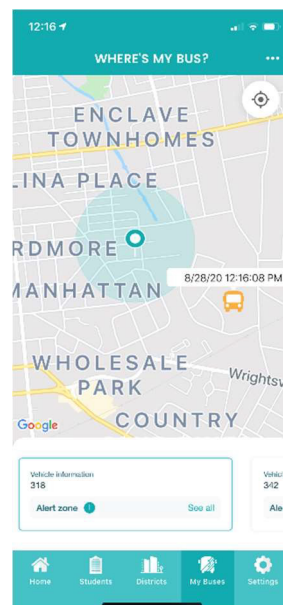 12:16
WHERE'S MY BUS?
ENCLAVE
TOWNHOMES
LINA PLACE
RDMORE
8/28/20 12:16:08 PM
MANHATTAN
WHOLESALE
PARK
Wrightsv
Google
COUNTRY
Vehicle information
318
Alert zone 1
See all
Vehicl
342
Ale
Home
Students
Districts
My Buses
Settings